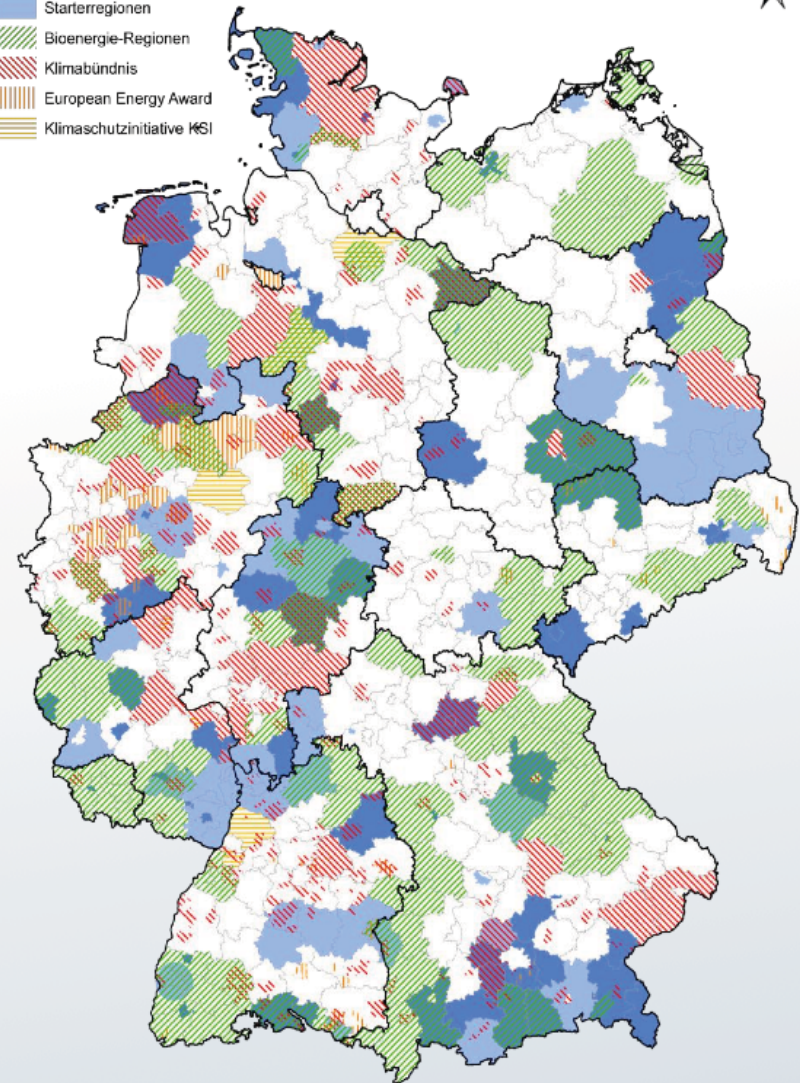 Starterregionen
Bioenergie-Regionen
Klimabündnis
European Energy Award
Klimaschutzinitiative KSI